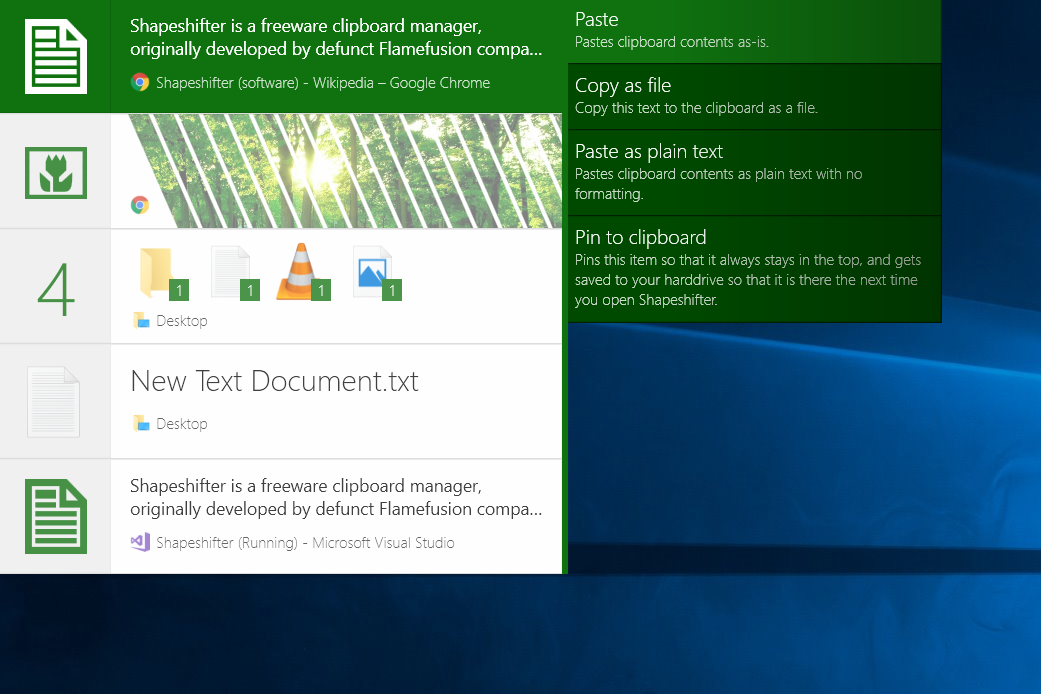 Shapeshifter is a freeware clipboard manager,
originally developed by defunct Flamefusion compa...
Shapeshifter (software) - Wikipedia – Google Chrome
4
1
1
1
1
Desktop
New Text Document.txt
Desktop
Shapeshifter is a freeware clipboard manager,
originally developed by defunct Flamefusion compa...
Shapeshifter (Running) - Microsoft Visual Studio
Paste
Pastes clipboard contents as-is.
Copy as file
Copy this text to the clipboard as a file.
Paste as plain text
Pastes clipboard contents as plain text with no
formatting.
Pin to clipboard
Pins this item so that it always stays in the top, and gets
saved to your harddrive so that it is there the next time
you open Shapeshifter.